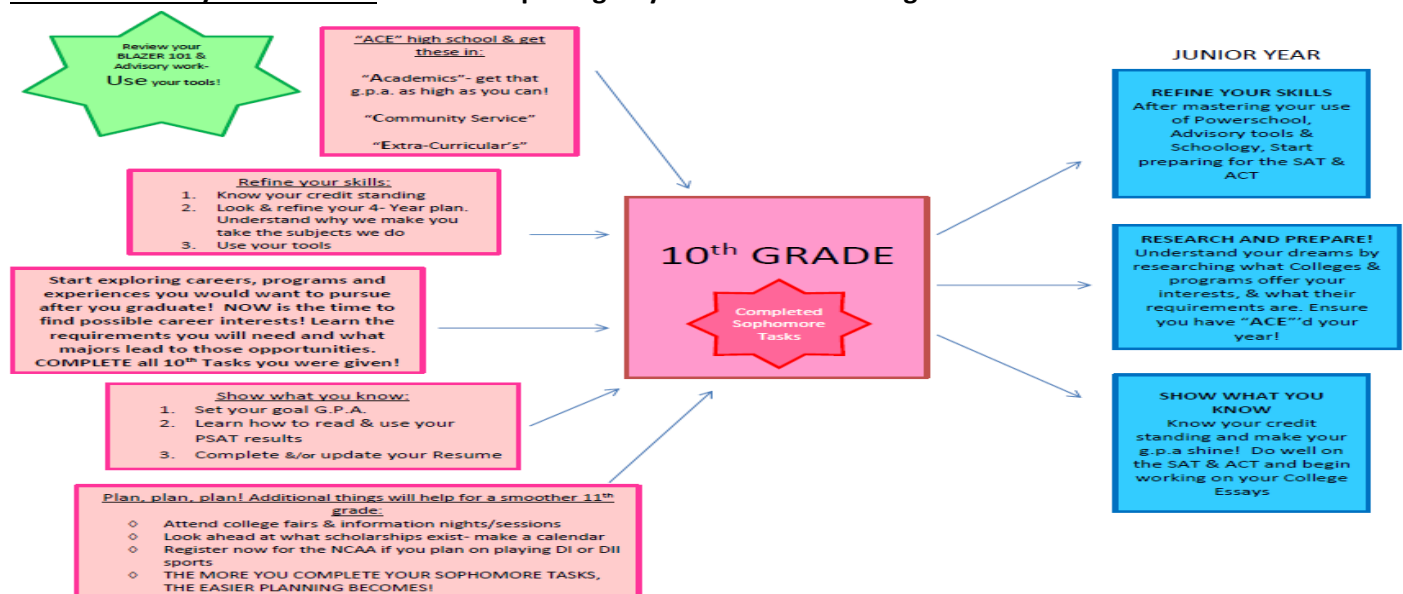 Review your
BLAZER 101 &
Advisory work-
Use your tools!
"ACE" high school & get
these in:
"Academics"- get that
g.p.a. as high as you can!
"Community Service"
"Extra-Curricular's"
Refine your skills:
1. Know your credit standing
2. Look & refine your 4- Year plan.
Understand why we make you
take the subjects we do
3. Use your tools
Start exploring careers, programs and
experiences you would want to pursue
after you graduate! NOW is the time to
find possible career interests! Learn the
requirements you will need and what
majors lead to those opportunities.
COMPLETE all 10th Tasks you were given!
Show what you know:
1. Set your goal G.P.A.
2. Learn how to read & use your
PSAT results
3. Complete &/or update your Resume
Plan, plan, plan! Additional things will help for a smoother 11th
grade:
◊ Attend college fairs & information nights/sessions
◊ Look ahead at what scholarships exist- make a calendar
◊ Register now for the NCAA if you plan on playing DI or DII
sports
◊ THE MORE YOU COMPLETE YOUR SOPHOMORE TASKS,
THE EASIER PLANNING BECOMES!
10th GRADE
Completed
Sophomore
Tasks
JUNIOR YEAR
REFINE YOUR SKILLS
After mastering your use
of Powerschool,
Advisory tools &
Schoology, Start
preparing for the SAT &
ACT
RESEARCH AND PREPARE!
Understand your dreams by
researching what Colleges &
programs offer your
interests, & what their
requirements are. Ensure
you have "ACE"'d your
year!
SHOW WHAT YOU
KNOW
Know your credit
standing and make your
g.p.a shine! Do well on
the SAT & ACT and begin
working on your College
Essays